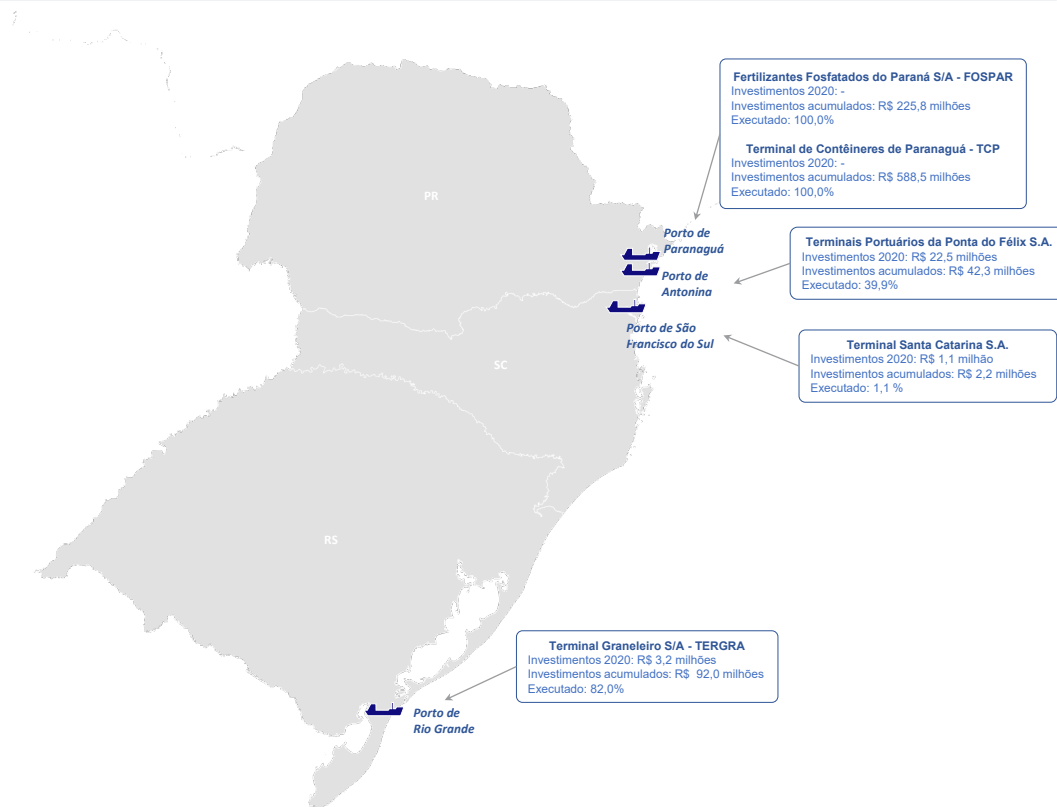 Fertilizantes Fosfatados do Paraná S/A - FOSPAR
Investimentos 2020: -
Investimentos acumulados: R$ 225,8 milhões
Executado: 100,0%
Terminal de Contêineres de Paranaguá - TCP
Investimentos 2020: -
Investimentos acumulados: R$ 588,5 milhões
Executado: 100,0%
PR
Porto de
Paranaguá
Terminais Portuários da Ponta do Félix S.A.
Investimentos 2020: R$ 22,5 milhões
Investimentos acumulados: R$ 42,3 milhões
Executado: 39,9%
Porto de
Antonina
Porto de São
Francisco do Sul
Terminal Santa Catarina S.A.
Investimentos 2020: R$ 1,1 milhão
Investimentos acumulados: R$ 2,2 milhões
Executado: 1,1 %
SC
RS
Terminal Graneleiro S/A - TERGRA
Investimentos 2020: R$ 3,2 milhões
Investimentos acumulados: R$  92,0 milhões
Executado: 82,0%
Porto de
Rio Grande